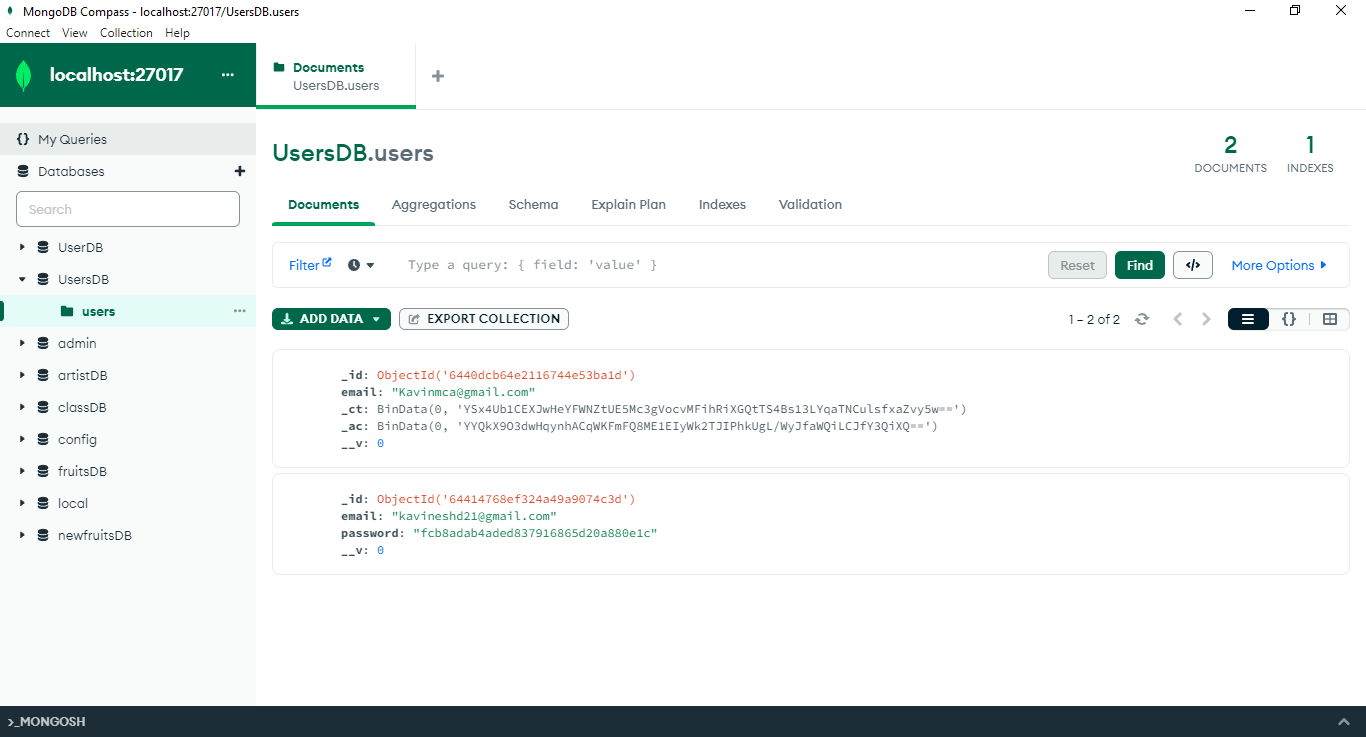 MongoDB Compass - localhost:27017/UsersDB.users
Connect View Collection Help
localhost:27017 ...
Documents
UsersDB.users
{} My Queries
Databases
Search
UserDB
UsersDB
users ...
admin
artistDB
classDB
config
fruitsDB
local
newfruitsDB
UsersDB.users
2
DOCUMENTS
1
INDEXES
Documents Aggregations Schema Explain Plan Indexes Validation
Filter Type a query: { field: 'value' } Reset Find </> More Options
ADD DATA EXPORT COLLECTION 1 – 2 of 2 {}
_id: ObjectId('6440dcb64e2116744e53ba1d')
email: "Kavinmca@gmail.com"
_ct: BinData(0, 'YSx4Ub1CEXJwHeYFWNZtUE5Mc3gVocvMFihRiXGQtTS4Bs13LYqaTNCulsfxaZvy5w==')
_ac: BinData(0, 'YYQkX9O3dwHqynhACqWKFmFQ8ME1EIyWk2TJIPhkUgL/WyJfaWQiLCJfY3QiXQ==')
__v: 0
_id: ObjectId('64414768ef324a49a9074c3d')
email: "kavineshd21@gmail.com"
password: "fcb8adab4aded837916865d20a880e1c"
__v: 0
>_MONGOSH